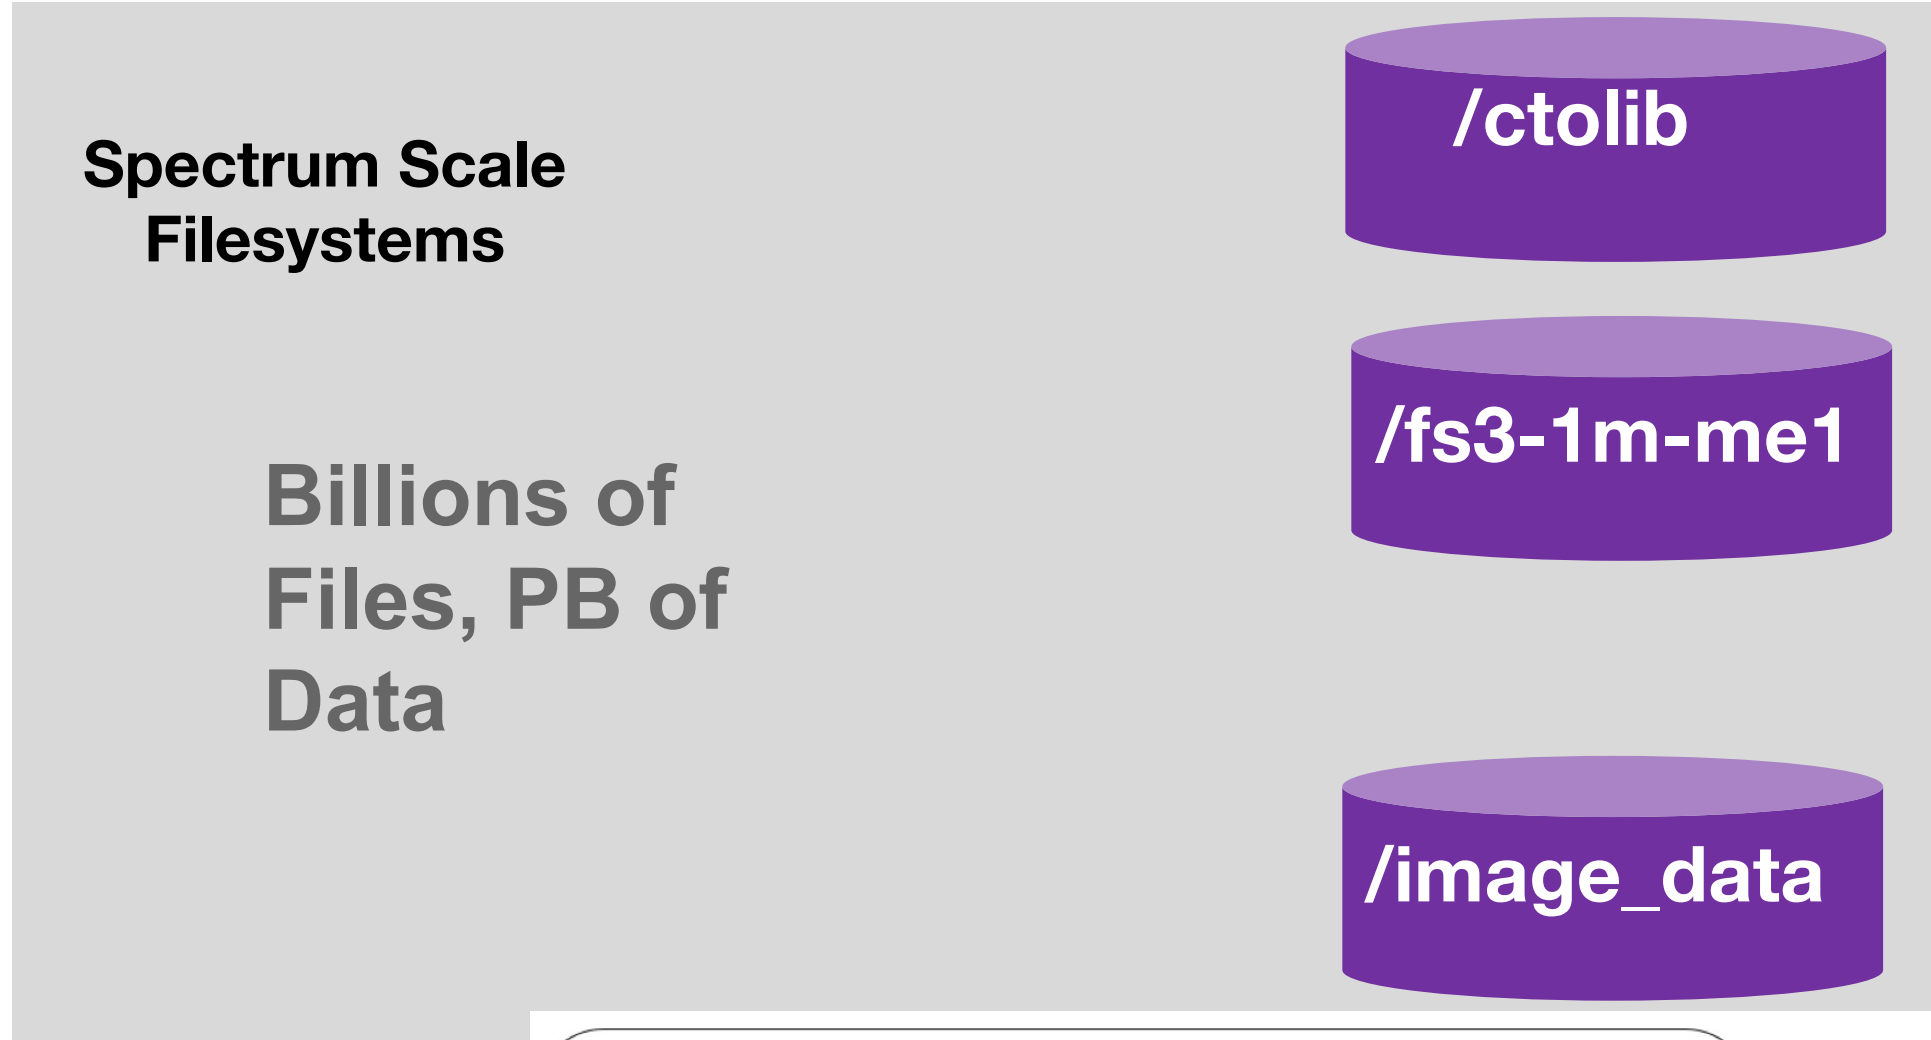 Spectrum Scale
Filesystems
Billions of
Files, PB of
Data
/ctolib
/fs3-1m-me1
/image_data